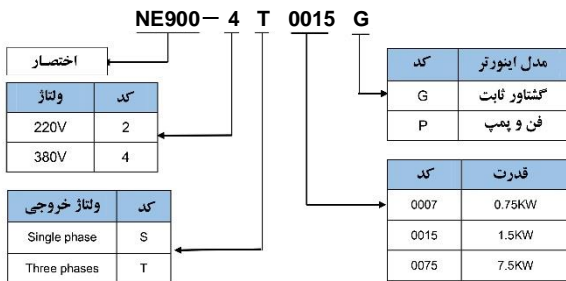 NE900 - 4 T 0015 G
اختصار
ولتاژ کد
220V 2
380V 4
ولتاژ خروجی کد
Single phase S
Three phases T
کد مدل اینورتر
G گشتاور ثابت
P فن و پمپ
کد قدرت
0007 0.75KW
0015 1.5KW
0075 7.5KW